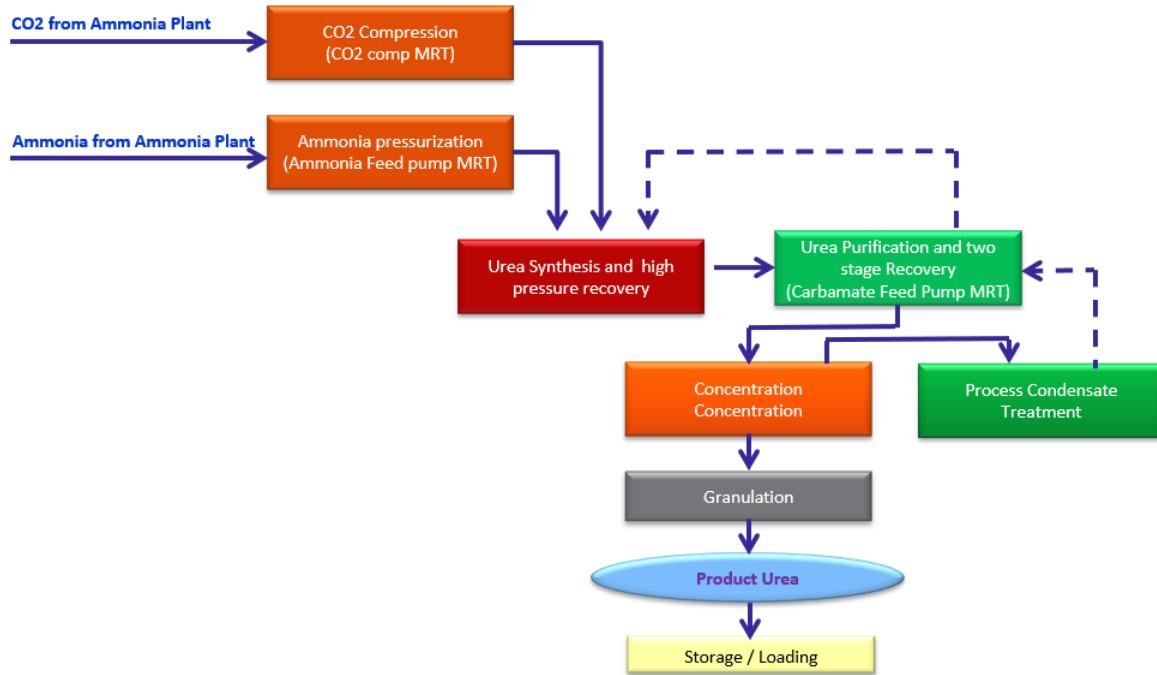 CO2 from Ammonia Plant
CO2 Compression
(CO2 comp MRT)
Ammonia from Ammonia Plant
Ammonia pressurization
(Ammonia Feed pump MRT)
Urea Synthesis and high
pressure recovery
Urea Purification and two
stage Recovery
(Carbamate Feed Pump MRT)
Concentration
Concentration
Process Condensate
Treatment
Granulation
Product Urea
Storage / Loading